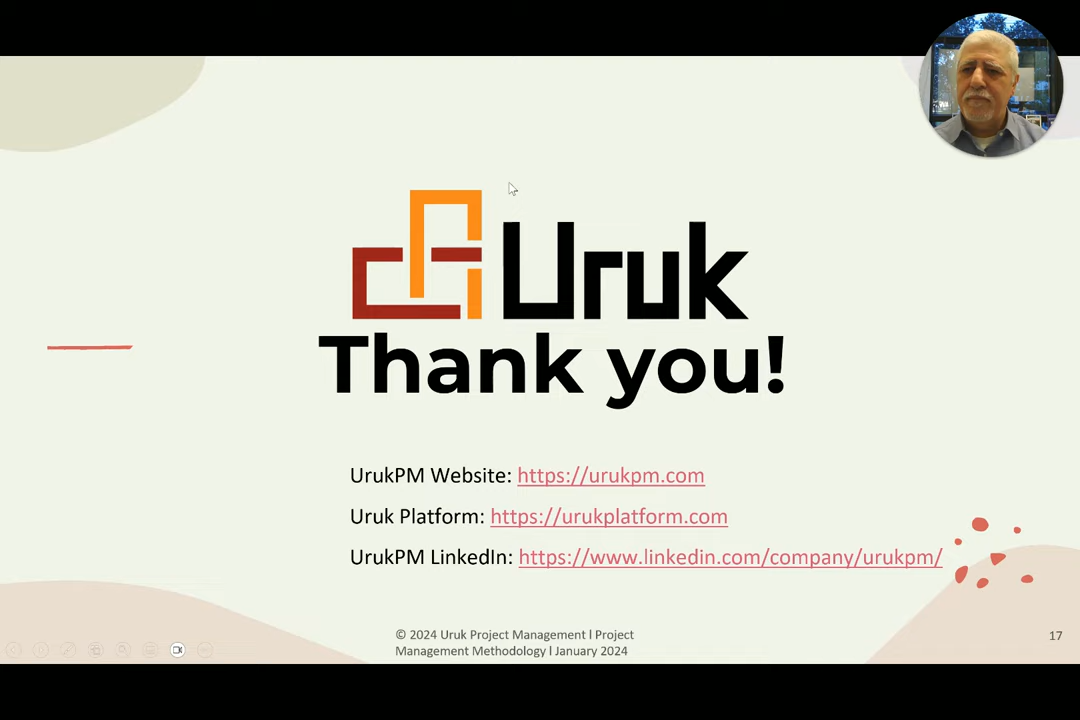 Uruk
Thank you!
UrukPM Website: https://urukpm.com
Uruk Platform: https://urukplatform.com
UrukPM LinkedIn: https://www.linkedin.com/company/urukpm/
© 2024 Uruk Project Management l Project
Management Methodology l January 2024
17